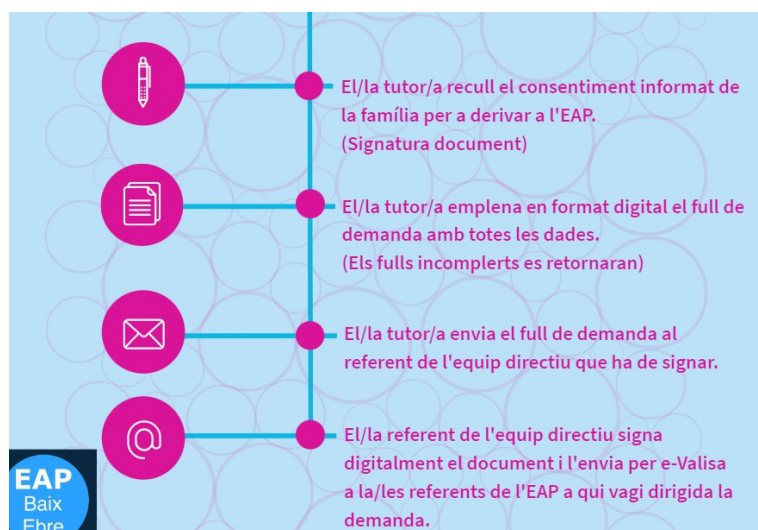 El/la tutor/a recull el consentiment informat de
la família per a derivar a l'EAP.
(Signatura document)
El/la tutor/a emplena en format digital el full de
demanda amb totes les dades.
(Els fulls incomplerts es retornaran)
El/la tutor/a envia el full de demanda al
referent de l'equip directiu que ha de signar.
El/la referent de l'equip directiu signa
digitalment el document i l'envia per e-Valisa
a la/les referents de l'EAP a qui vagi dirigida la
demanda.
EAP
Baix
Ebre